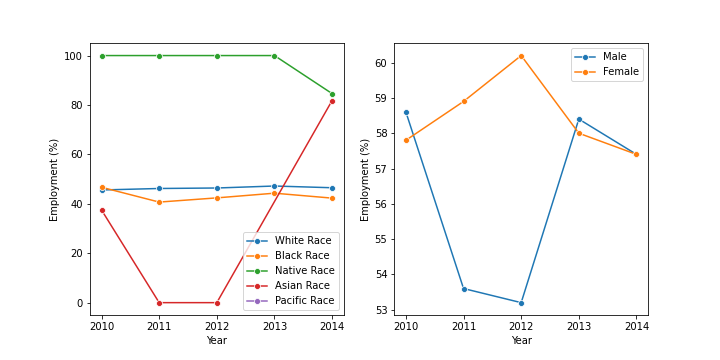 100
80
60
40
20
0
Employment (%)
2010 2011 2012 2013 2014
Year
White Race
Black Race
Native Race
Asian Race
Pacific Race
60
59
58
57
56
55
54
53
Employment (%)
2010 2011 2012 2013 2014
Year
Male
Female